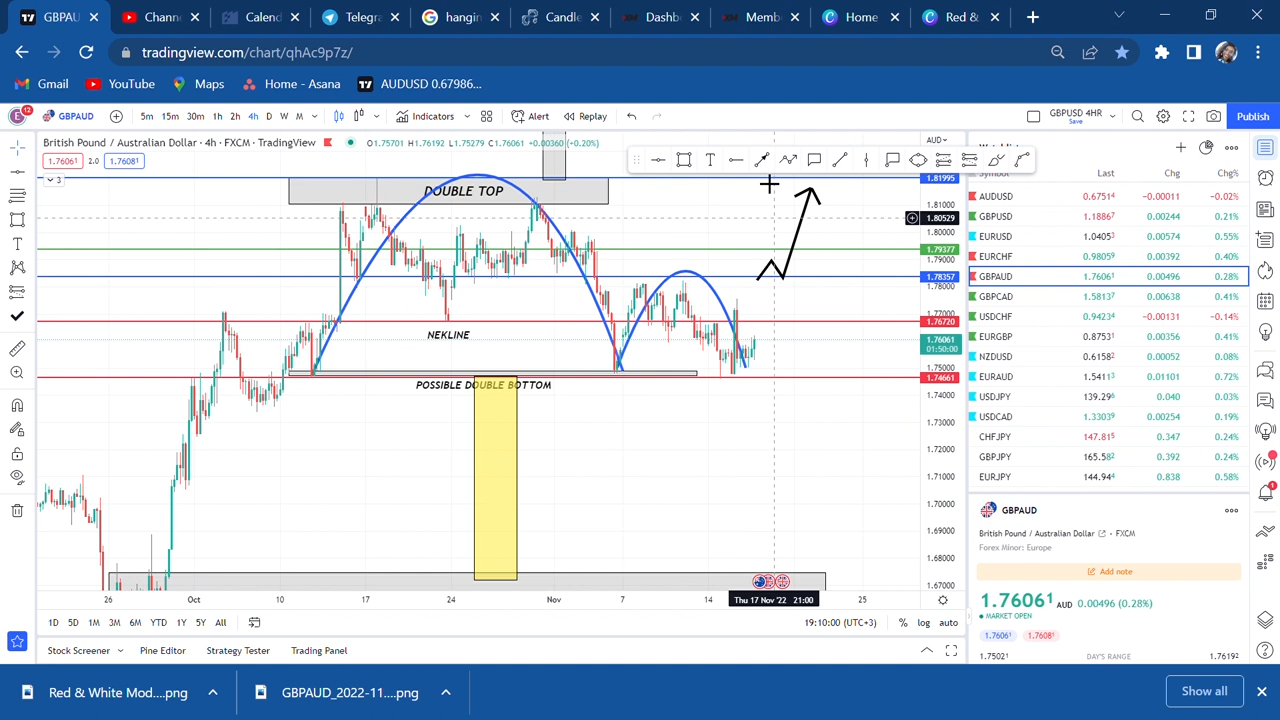 GBPAUD
Chann
Calend
Telegra
hangin
Candle
Dashb
Memb
Home
Red &
tradingview.com/chart/qhAc9p7z/
Gmail
YouTube
Maps
Home - Asana
AUDUSD 0.67986...
E 12
GBPAUD
5m 15m 30m 1h 2h 4h D W M
Indicators
Alert
Replay
GBPUSD 4HR
Save
Publish
British Pound / Australian Dollar · 4h · FXCM · TradingView
O1.75701 H1.76192 L1.75279 C1.76061 +0.00360 (+0.20%)
AUD
1.76061 2.0 1.76081
3
DOUBLE TOP
NEKLINE
POSSIBLE DOUBLE BOTTOM
1.81995
1.81000
1.80529
1.80000
1.79377
1.79000
1.78357
1.78000
1.77000
1.76720
1.76061
01:50:00
1.74661
1.74000
1.73000
1.72000
1.71000
1.70000
1.69000
1.68000
1.67000
26 Oct 10 17 24 Nov 7 14 Thu 17 Nov '22 21:00 25
1D 5D 1M 3M 6M YTD 1Y 5Y All
19:10:00 (UTC+3)
% log auto
Stock Screener
Pine Editor
Strategy Tester
Trading Panel
Symbol Last Chg Chg%
AUDUSD 0.67514 −0.00011 −0.02%
GBPUSD 1.18867 0.00244 0.21%
EURUSD 1.04053 0.00574 0.55%
EURCHF 0.98059 0.00392 0.40%
GBPAUD 1.76061 0.00496 0.28%
GBPCAD 1.58137 0.00638 0.41%
USDCHF 0.94234 −0.00131 −0.14%
EURGBP 0.87531 0.00356 0.41%
NZDUSD 0.61582 0.00052 0.08%
EURAUD 1.54113 0.01101 0.72%
USDJPY 139.296 0.040 0.03%
USDCAD 1.33039 0.00254 0.19%
CHFJPY 147.815 0.347 0.24%
GBPJPY 165.582 0.392 0.24%
EURJPY 144.944 0.838 0.58%
GBPAUD
British Pound / Australian Dollar • FXCM
Forex Minor: Europe
Add note
1.76061 AUD 0.00496 (0.28%)
MARKET OPEN
1.76061 1.76081
1.75021 DAY'S RANGE 1.76192
Red & White Mod....png
GBPAUD_2022-11....png
Show all